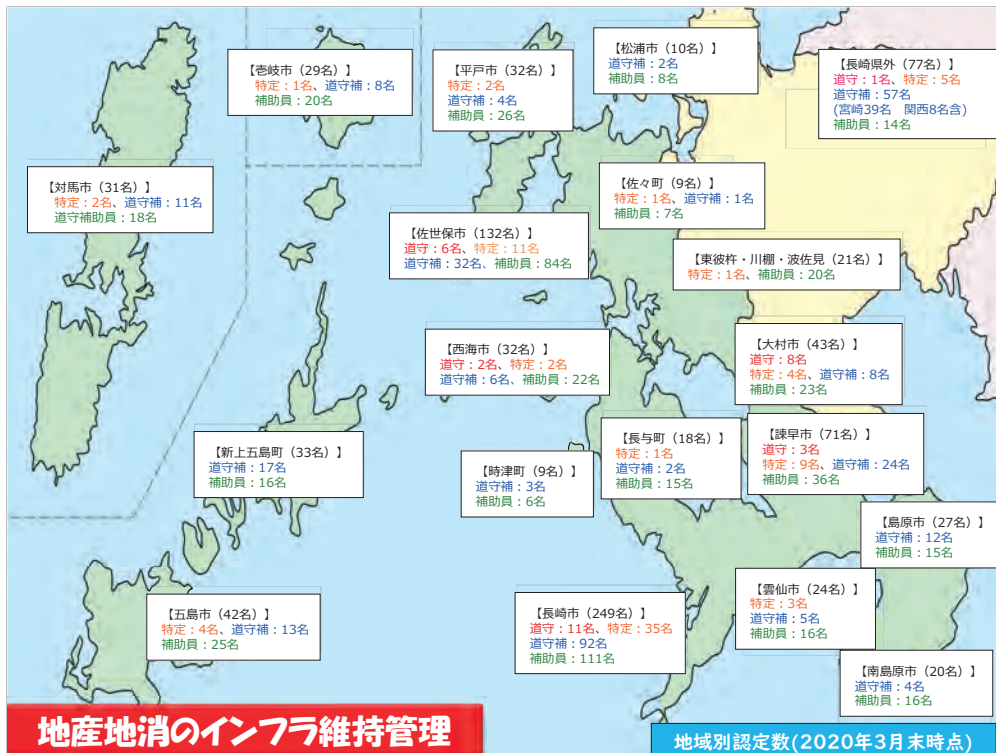 【壱岐市（29名）】
特定：1名、道守補：8名
補助員：20名
【平戸市（32名）】
特定：2名
道守補：4名
補助員：26名
【松浦市（10名）】
道守補：2名
補助員：8名
【長崎県外（77名）】
道守：1名、特定：5名
道守補：57名
(宮崎39名　関西8名含)
補助員：14名
【対馬市（31名）】
特定：2名、道守補：11名
道守補助員：18名
【佐々町（9名）】
特定：1名、道守補：1名
補助員：7名
【佐世保市（132名）】
道守：6名、特定：11名
道守補：32名、補助員：84名
【東彼杵・川棚・波佐見（21名）】
特定：1名、補助員：20名
【西海市（32名）】
道守：2名、特定：2名
道守補：6名、補助員：22名
【大村市（43名）】
道守：8名
特定：4名、道守補：8名
補助員：23名
【新上五島町（33名）】
道守補：17名
補助員：16名
【時津町（9名）】
道守補：3名
補助員：6名
【長与町（18名）】
特定：1名
道守補：2名
補助員：15名
【諫早市（71名）】
道守：3名
特定：9名、道守補：24名
補助員：36名
【島原市（27名）】
道守補：12名
補助員：15名
【五島市（42名）】
特定：4名、道守補：13名
補助員：25名
【長崎市（249名）】
道守：11名、特定：35名
道守補：92名
補助員：111名
【雲仙市（24名）】
特定：3名
道守補：5名
補助員：16名
【南島原市（20名）】
道守補：4名
補助員：16名
地産地消のインフラ維持管理
地域別認定数(2020年3月末時点)